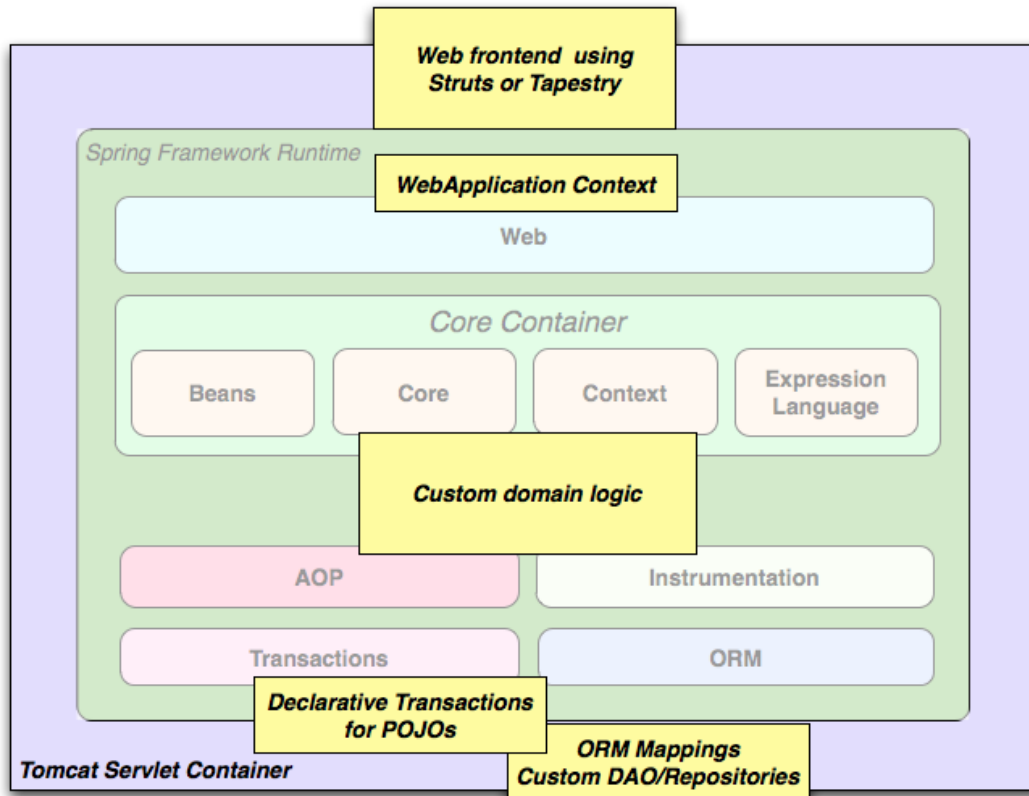 Web frontend using
Struts or Tapestry
Spring Framework Runtime
WebApplication Context
Web
Core Container
Beans
Core
Context
Expression
Language
Custom domain logic
AOP
Instrumentation
Transactions
ORM
Declarative Transactions
for POJOs
ORM Mappings
Custom DAO/Repositories
Tomcat Servlet Container